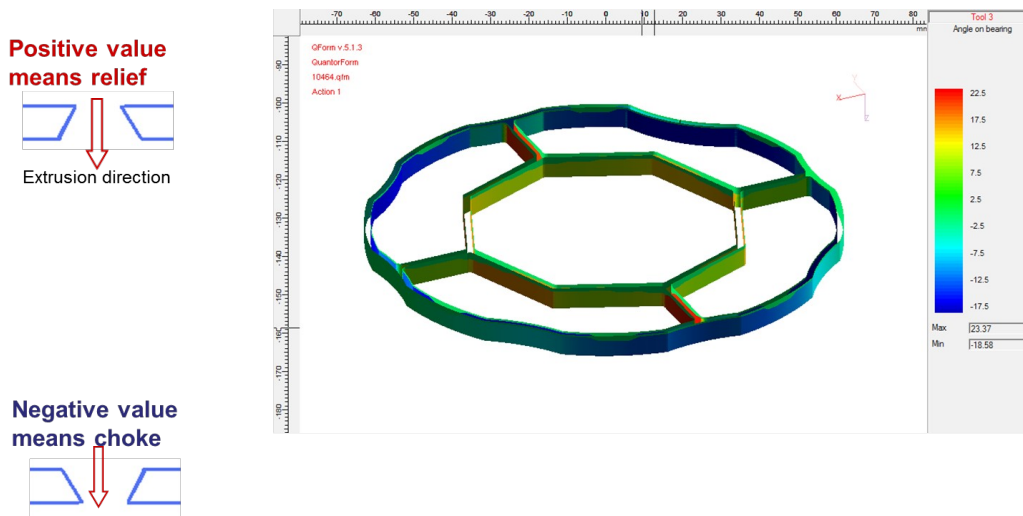 Positive value
means relief
Extrusion direction
Negative value
means choke
-70 -60 -50 -40 -30 -20 -10 0 10 20 30 40 50 60 70 80
mm
-90
-100
-110
-120
-130
-140
-150
-160
-170
-180
QForm v.5.1.3
QuantorForm
10464.qfm
Action 1
X
Y
Z
Tool 3
Angle on bearing
22.5
17.5
12.5
7.5
2.5
-2.5
-7.5
-12.5
-17.5
Max 23.37
Min -18.58